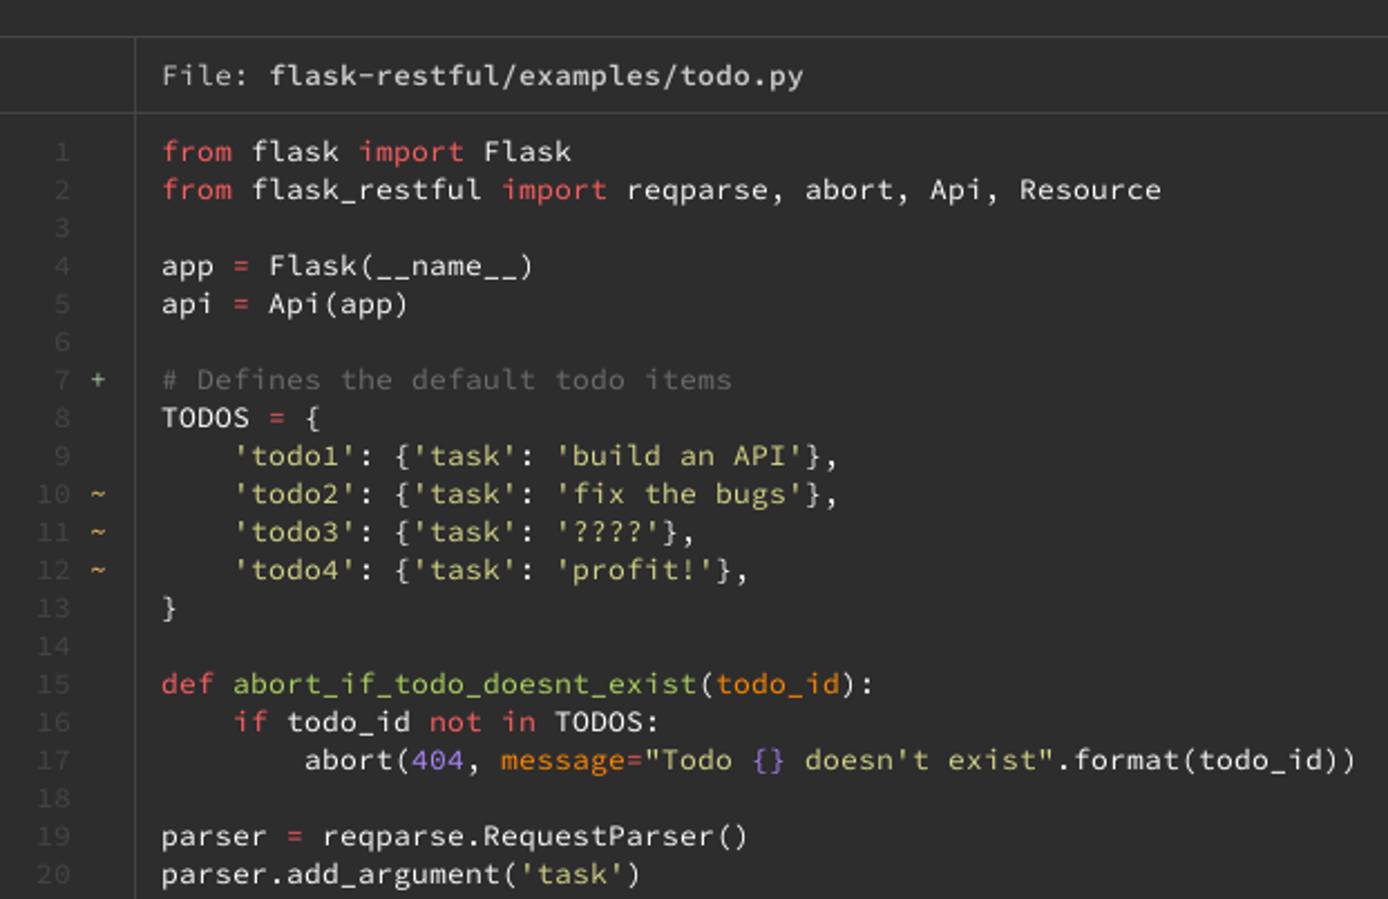 File: flask-restful/examples/todo.py
1 from flask import Flask
2 from flask_restful import reqparse, abort, Api, Resource
3
4 app = Flask(__name__)
5 api = Api(app)
6
7 + # Defines the default todo items
8 TODOS = {
9     'todo1': {'task': 'build an API'},
10 ~     'todo2': {'task': 'fix the bugs'},
11 ~     'todo3': {'task': '????'},
12 ~     'todo4': {'task': 'profit!'},
13 }
14
15 def abort_if_todo_doesnt_exist(todo_id):
16     if todo_id not in TODOS:
17         abort(404, message="Todo {} doesn't exist".format(todo_id))
18
19 parser = reqparse.RequestParser()
20 parser.add_argument('task')